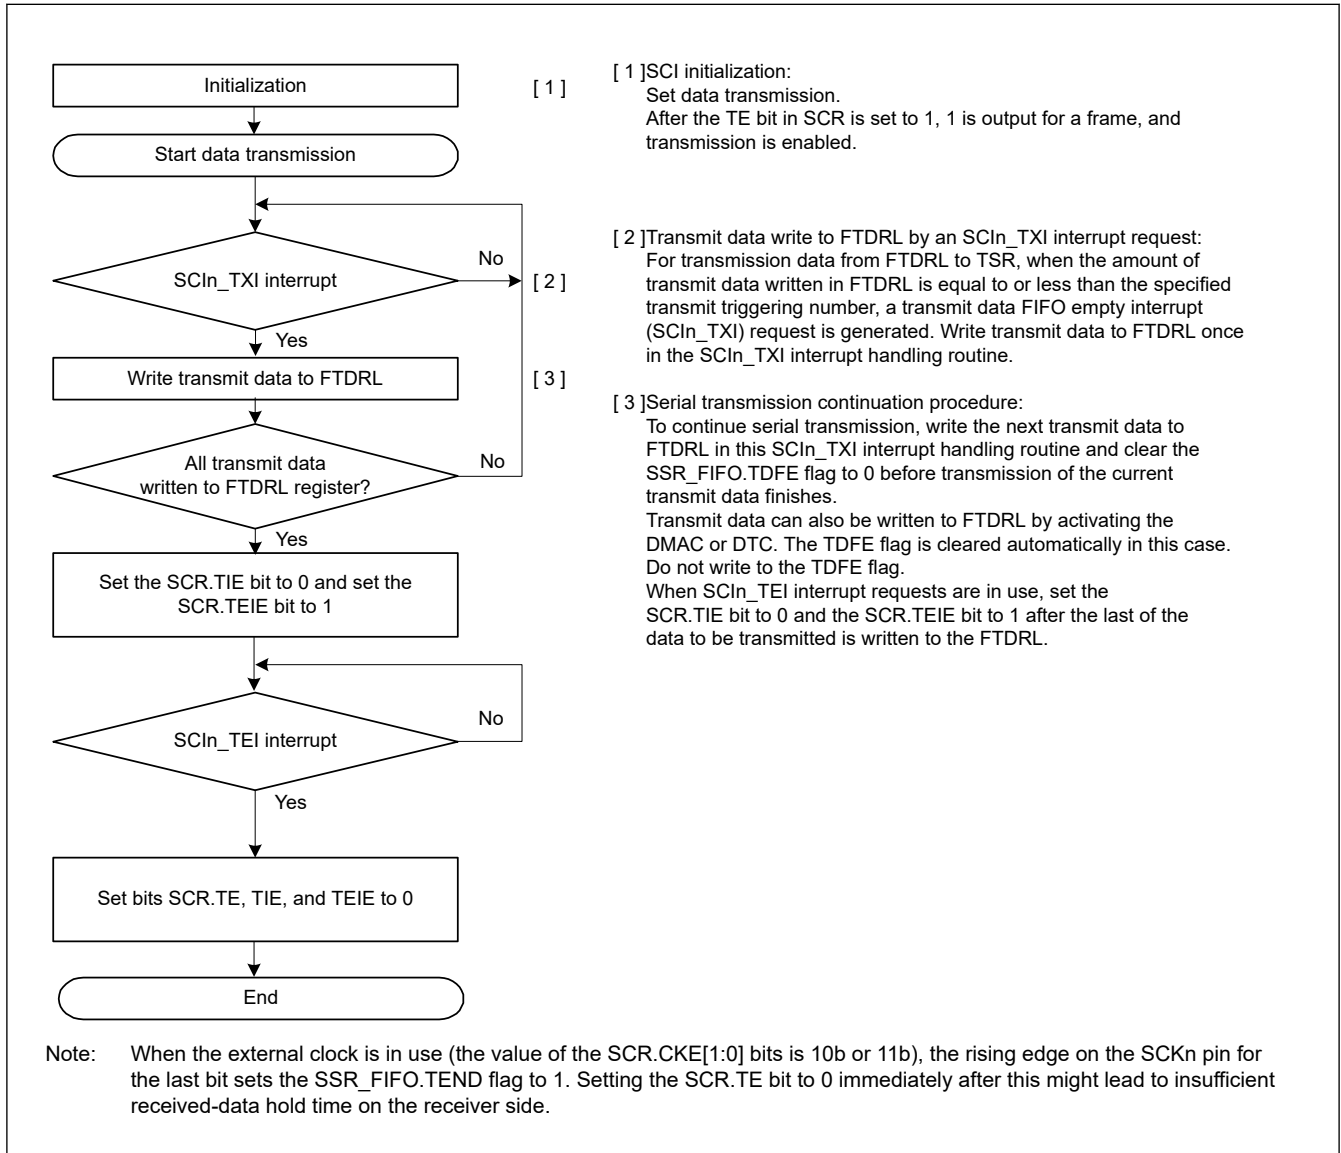 Initialization
[ 1 ]
[ 1 ]SCI initialization:
Set data transmission.
After the TE bit in SCR is set to 1, 1 is output for a frame, and
transmission is enabled.
Start data transmission
SCIn_TXI interrupt
No
[ 2 ]
[ 2 ]Transmit data write to FTDRL by an SCIn_TXI interrupt request:
For transmission data from FTDRL to TSR, when the amount of
transmit data written in FTDRL is equal to or less than the specified
transmit triggering number, a transmit data FIFO empty interrupt
(SCIn_TXI) request is generated. Write transmit data to FTDRL once
in the SCIn_TXI interrupt handling routine.
Yes
Write transmit data to FTDRL
[ 3 ]
[ 3 ]Serial transmission continuation procedure:
To continue serial transmission, write the next transmit data to
FTDRL in this SCIn_TXI interrupt handling routine and clear the
SSR_FIFO.TDFE flag to 0 before transmission of the current
transmit data finishes.
Transmit data can also be written to FTDRL by activating the
DMAC or DTC. The TDFE flag is cleared automatically in this case.
Do not write to the TDFE flag.
When SCIn_TEI interrupt requests are in use, set the
SCR.TIE bit to 0 and the SCR.TEIE bit to 1 after the last of the
data to be transmitted is written to the FTDRL.
All transmit data
written to FTDRL register?
No
Yes
Set the SCR.TIE bit to 0 and set the
SCR.TEIE bit to 1
SCIn_TEI interrupt
No
Yes
Set bits SCR.TE, TIE, and TEIE to 0
End
Note: When the external clock is in use (the value of the SCR.CKE[1:0] bits is 10b or 11b), the rising edge on the SCKn pin for
the last bit sets the SSR_FIFO.TEND flag to 1. Setting the SCR.TE bit to 0 immediately after this might lead to insufficient
received-data hold time on the receiver side.